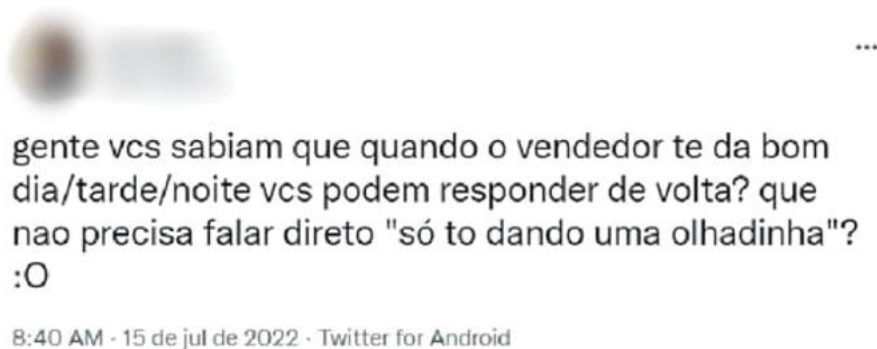 ...
gente vcs sabiam que quando o vendedor te da bom
dia/tarde/noite vcs podem responder de volta? que
nao precisa falar direto "só to dando uma olhadinha"?
:O
8:40 AM · 15 de jul de 2022 · Twitter for Android